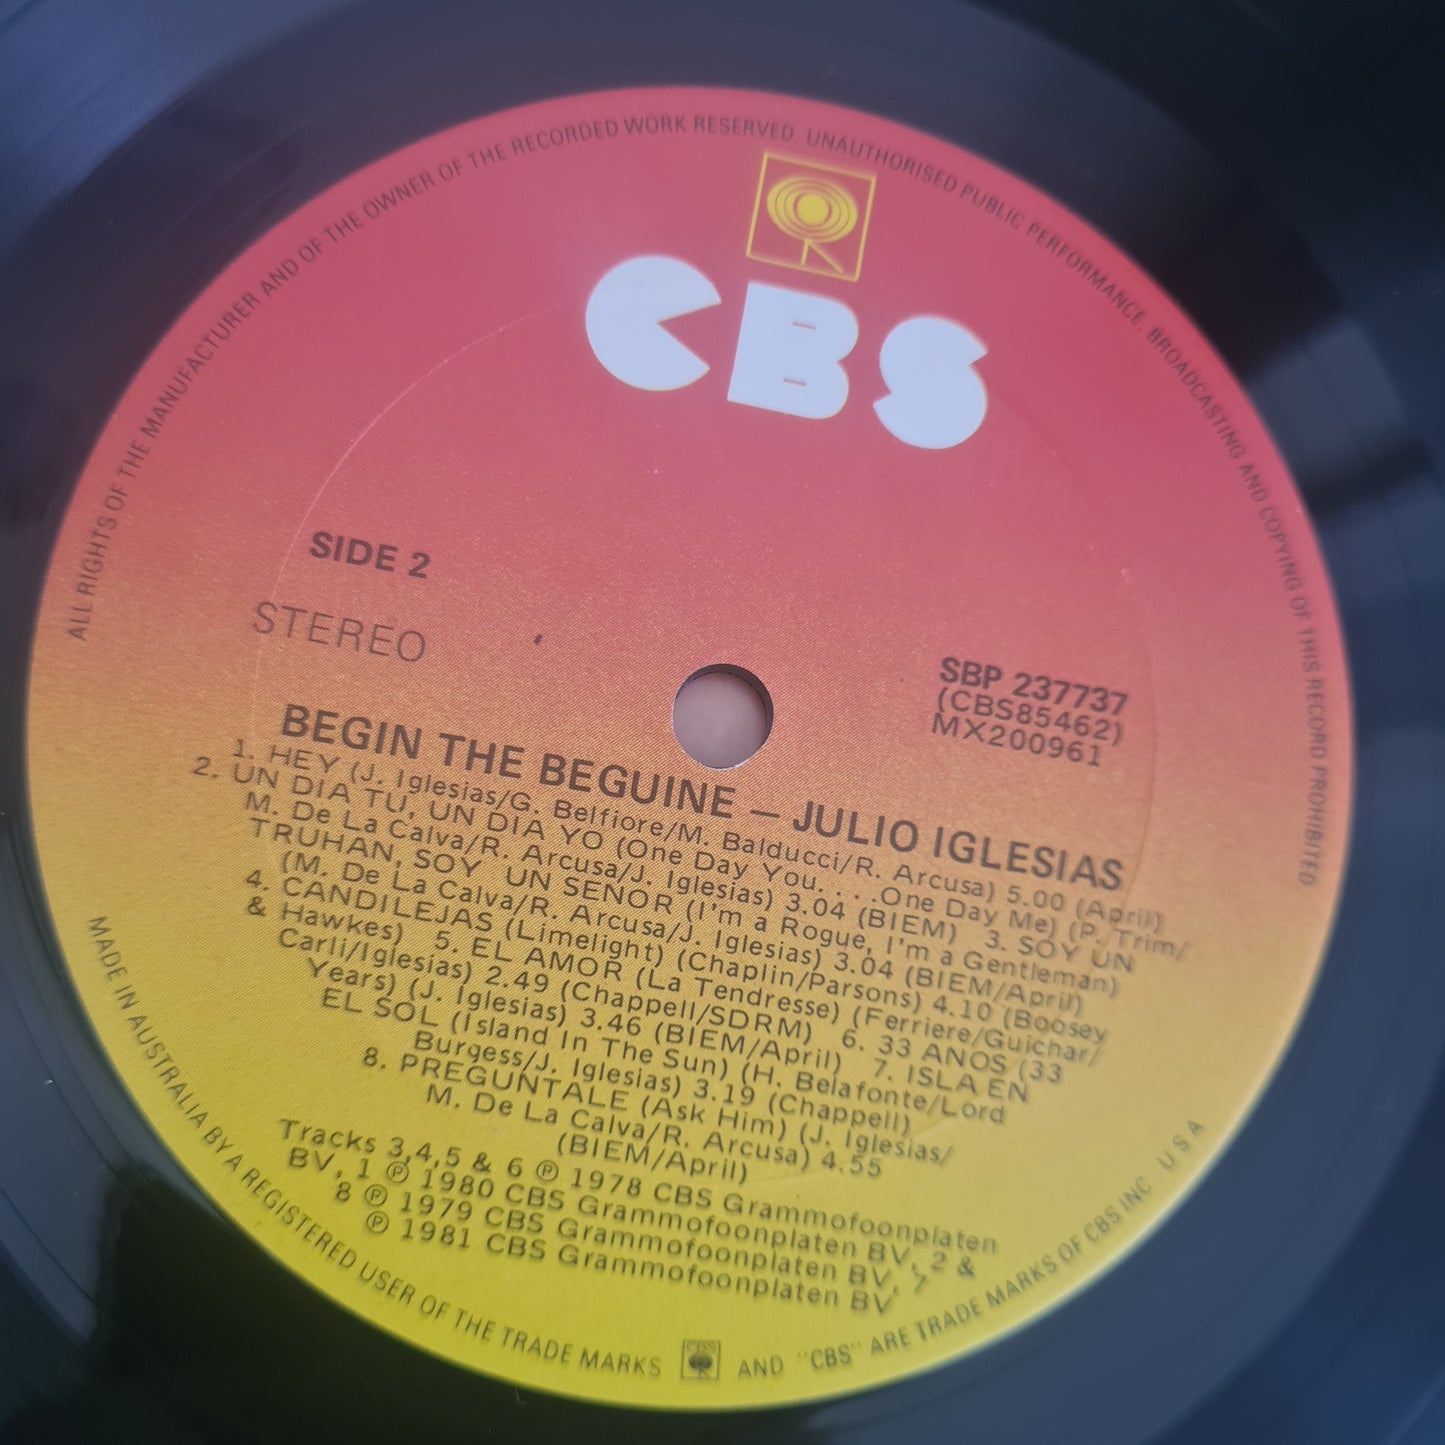 ALL RIGHTS OF THE MANUFACTURER AND OF THE OWNER OF THE RECORDED WORK RESERVED. UNAUTHORISED PUBLIC PERFORMANCE, BROADCASTING AND COPYING OF THIS RECORD PROHIBITED
CBS
SIDE 2
STEREO
SBP 237737
(CBS85462)
MX200961
BEGIN THE BEGUINE — JULIO IGLESIAS
1. HEY (J. Iglesias/G. Belfiore/M. Balducci/R. Arcusa) 5.00 (April)
2. UN DIA TU, UN DIA YO (One Day You. . . .One Day Me) (P. Trim/
M. De La Calva/R. Arcusa/J. Iglesias) 3.04 (BIEM) 3. SOY UN
TRUHAN, SOY UN SENOR (I'm a Rogue, I'm a Gentleman)
(M. De La Calva/R. Arcusa/J. Iglesias) 3.04 (BIEM/April)
4. CANDILEJAS (Limelight) (Chaplin/Parsons) 4.10 (Boosey
& Hawkes) 5. EL AMOR (La Tendresse) (Ferriere/Guichar/
Carli/Iglesias) 2.49 (Chappell/SDRM) 6. 33 ANOS (33
Years) (J. Iglesias) 3.46 (BIEM/April) 7. ISLA EN
EL SOL (Island In The Sun) (H. Belafonte/Lord
Burgess/J. Iglesias) 3.19 (Chappell)
8. PREGUNTALE (Ask Him) (J. Iglesias/
M. De La Calva/R. Arcusa) 4.55
(BIEM/April)
Tracks 3,4,5 & 6 ℗ 1978 CBS Grammofoonplaten
BV, 1 ℗ 1980 CBS Grammofoonplaten BV, 2 &
8 ℗ 1979 CBS Grammofoonplaten BV, 7
℗ 1981 CBS Grammofoonplaten BV
MADE IN AUSTRALIA BY A REGISTERED USER OF THE TRADE MARKS CBS AND "CBS" ARE TRADE MARKS OF CBS INC. U S A